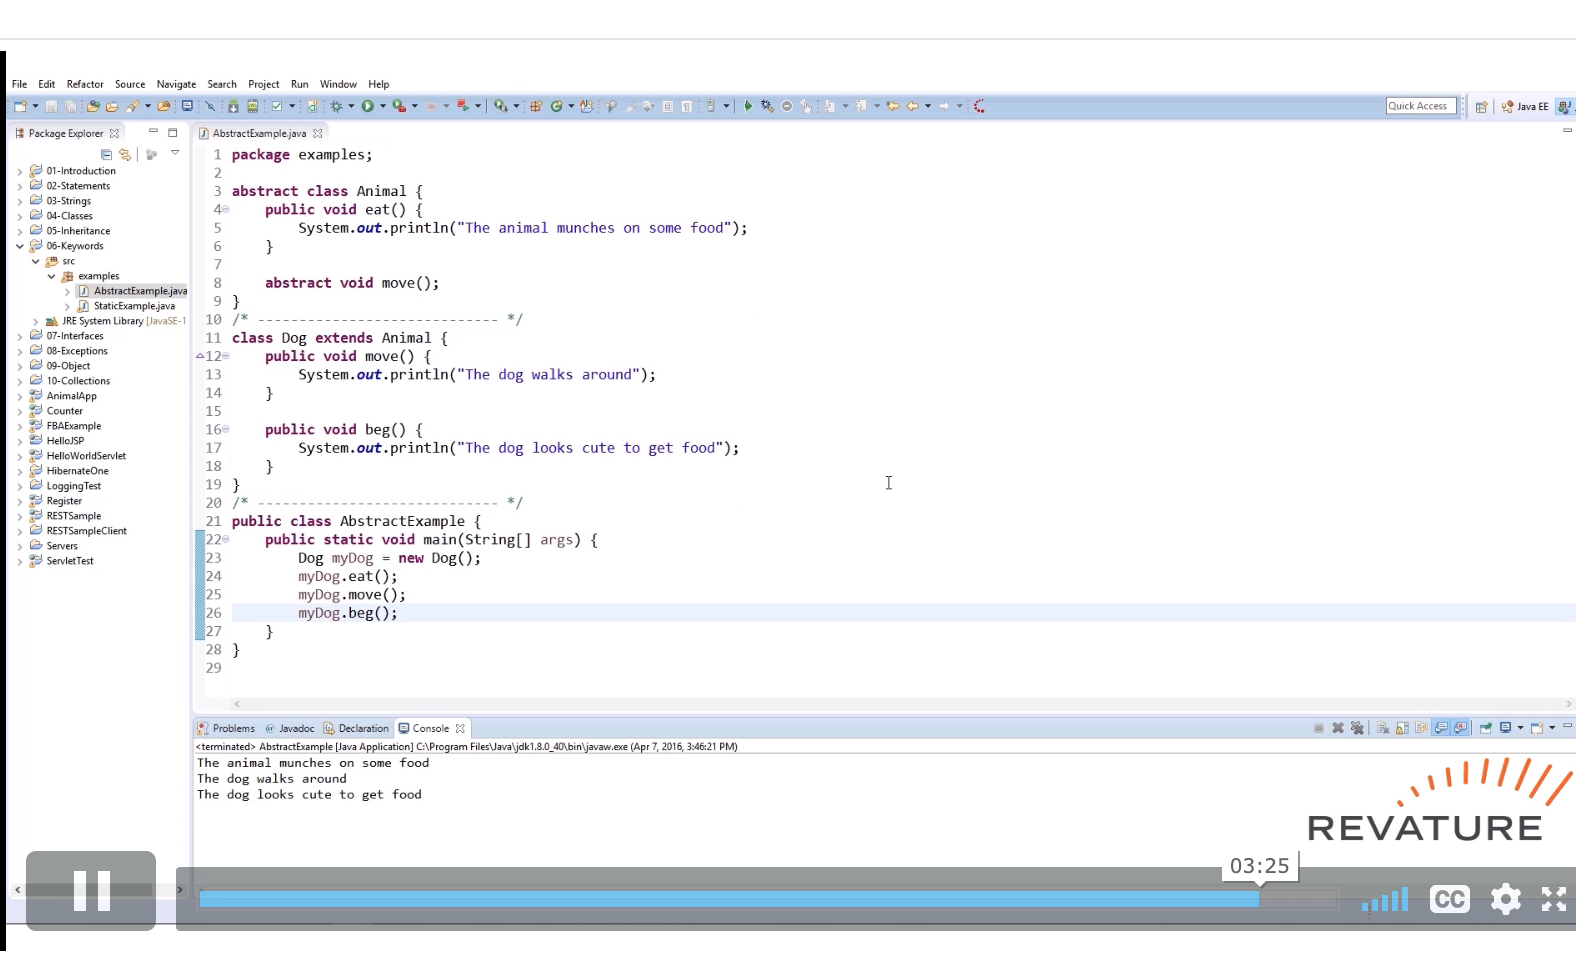 File Edit Refactor Source Navigate Search Project Run Window Help
Quick Access Java EE
Package Explorer
01-Introduction
02-Statements
03-Strings
04-Classes
05-Inheritance
06-Keywords
src
examples
AbstractExample.java
StaticExample.java
JRE System Library [JavaSE-1
07-Interfaces
08-Exceptions
09-Object
10-Collections
AnimalApp
Counter
FBAExample
HelloJSP
HelloWorldServlet
HibernateOne
LoggingTest
Register
RESTSample
RESTSampleClient
Servers
ServletTest
AbstractExample.java
1 package examples;
2
3 abstract class Animal {
4 public void eat() {
5 System.out.println("The animal munches on some food");
6 }
7
8 abstract void move();
9 }
10 /* ----------------------------- */
11 class Dog extends Animal {
12 public void move() {
13 System.out.println("The dog walks around");
14 }
15
16 public void beg() {
17 System.out.println("The dog looks cute to get food");
18 }
19 }
20 /* ----------------------------- */
21 public class AbstractExample {
22 public static void main(String[] args) {
23 Dog myDog = new Dog();
24 myDog.eat();
25 myDog.move();
26 myDog.beg();
27 }
28 }
29
Problems @ Javadoc Declaration Console
<terminated> AbstractExample [Java Application] C:\Program Files\Java\jdk1.8.0_40\bin\javaw.exe (Apr 7, 2016, 3:46:21 PM)
The animal munches on some food
The dog walks around
The dog looks cute to get food
REVATURE
03:25
CC